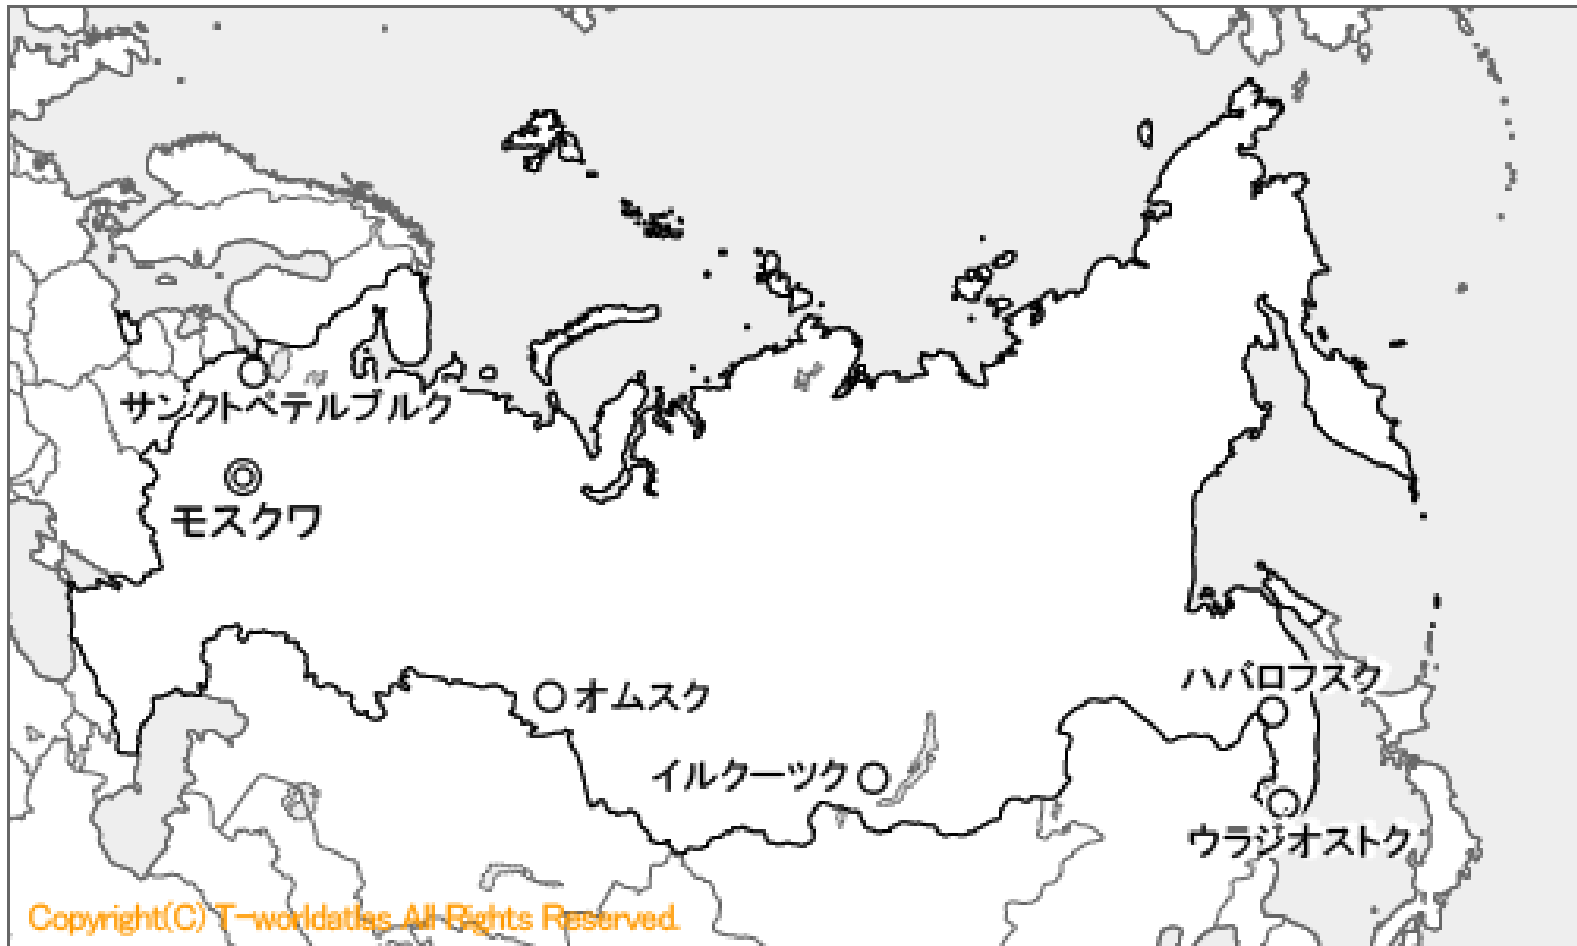 サンクトペテルブルク
モスクワ
ハバロフスク
オムスク
イルクーツク
ウラジオストク
Copyright(C) T-worldatlas All Rights Reserved.